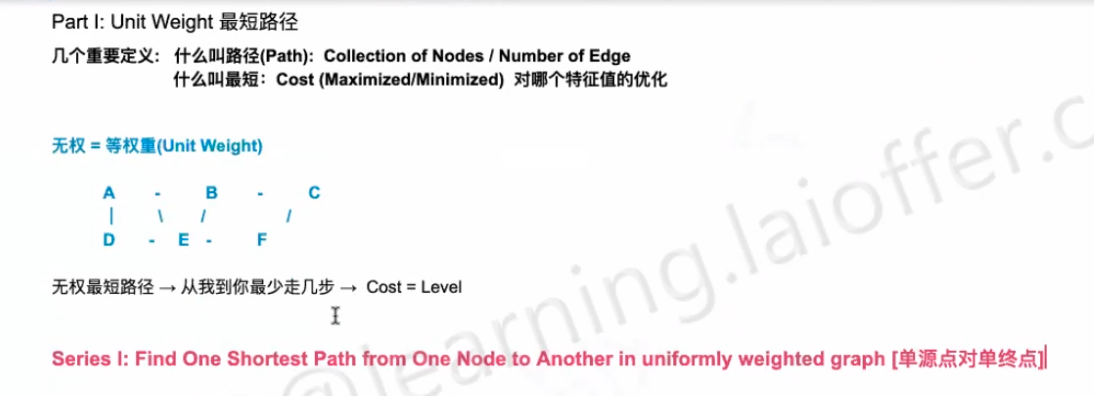 Part I: Unit Weight 最短路径
几个重要定义: 什么叫路径(Path): Collection of Nodes / Number of Edge
什么叫最短: Cost (Maximized/Minimized) 对哪个特征值的优化
无权 = 等权重(Unit Weight)
A - B - C
| \ / /
D - E - F
无权最短路径 → 从我到你最少走几步 → Cost = Level
Series I: Find One Shortest Path from One Node to Another in uniformly weighted graph [单源点对单终点]
@learning.laioffer.c